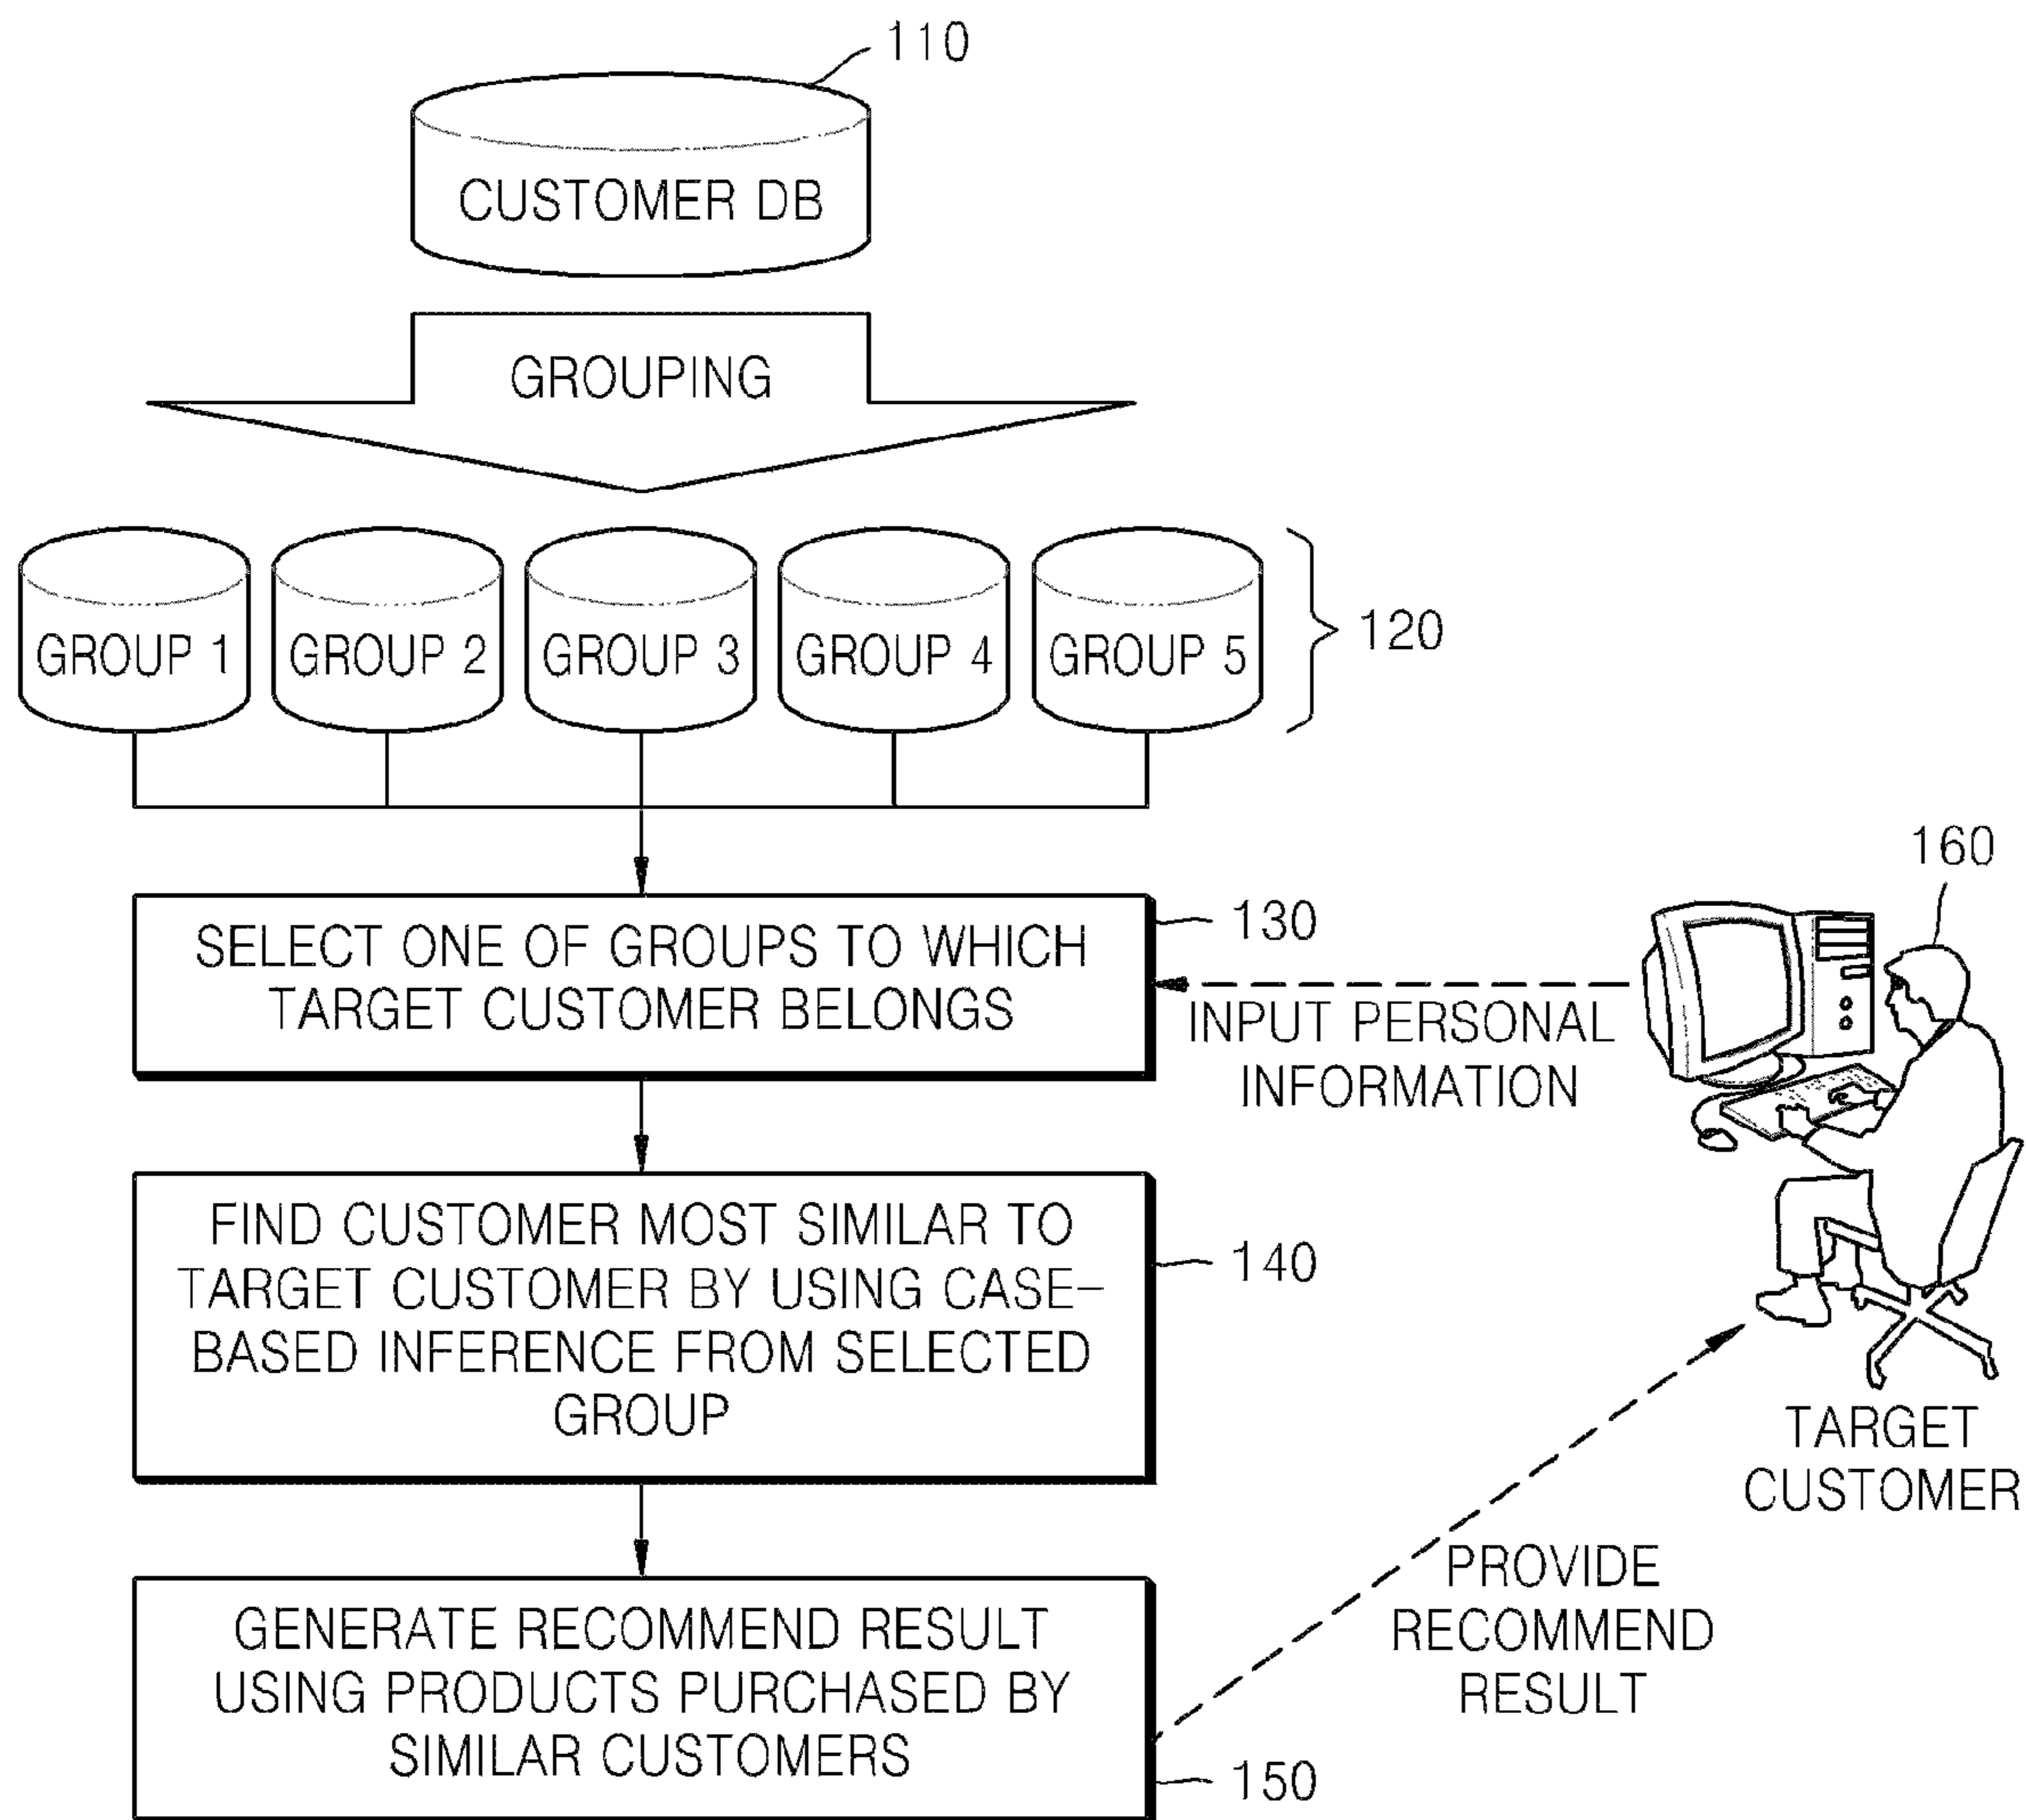 110
CUSTOMER DB
GROUPING
GROUP 1
GROUP 2
GROUP 3
GROUP 4
GROUP 5
120
160
130
SELECT ONE OF GROUPS TO WHICH
TARGET CUSTOMER BELONGS
INPUT PERSONAL
INFORMATION
FIND CUSTOMER MOST SIMILAR TO
TARGET CUSTOMER BY USING CASE-
BASED INFERENCE FROM SELECTED
GROUP
140
TARGET
CUSTOMER
PROVIDE
RECOMMEND
RESULT
GENERATE RECOMMEND RESULT
USING PRODUCTS PURCHASED BY
SIMILAR CUSTOMERS
150